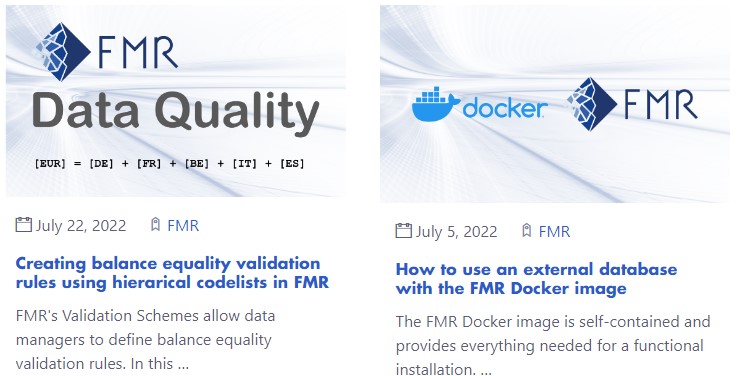 FMR
Data Quality
[EUR] = [DE] + [FR] + [BE] + [IT] + [ES]
July 22, 2022 FMR
Creating balance equality validation
rules using hierarical codelists in FMR
FMR's Validation Schemes allow data
managers to define balance equality
validation rules. In this ...
docker FMR
July 5, 2022 FMR
How to use an external database
with the FMR Docker image
The FMR Docker image is self-contained and
provides everything needed for a functional
installation. ...